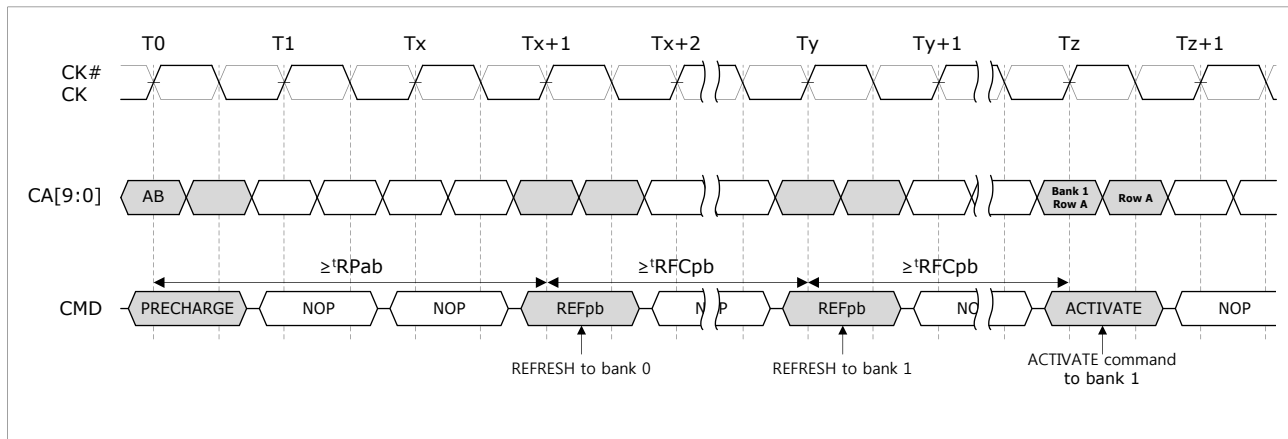 T0 T1 Tx Tx+1 Tx+2 Ty Ty+1 Tz Tz+1
CK#
CK
CA[9:0] AB Bank 1 Row A Row A
≥tRPab ≥tRFCpb ≥tRFCpb
CMD PRECHARGE NOP NOP REFpb REFpb ACTIVATE NOP
REFRESH to bank 0 REFRESH to bank 1 ACTIVATE command
to bank 1